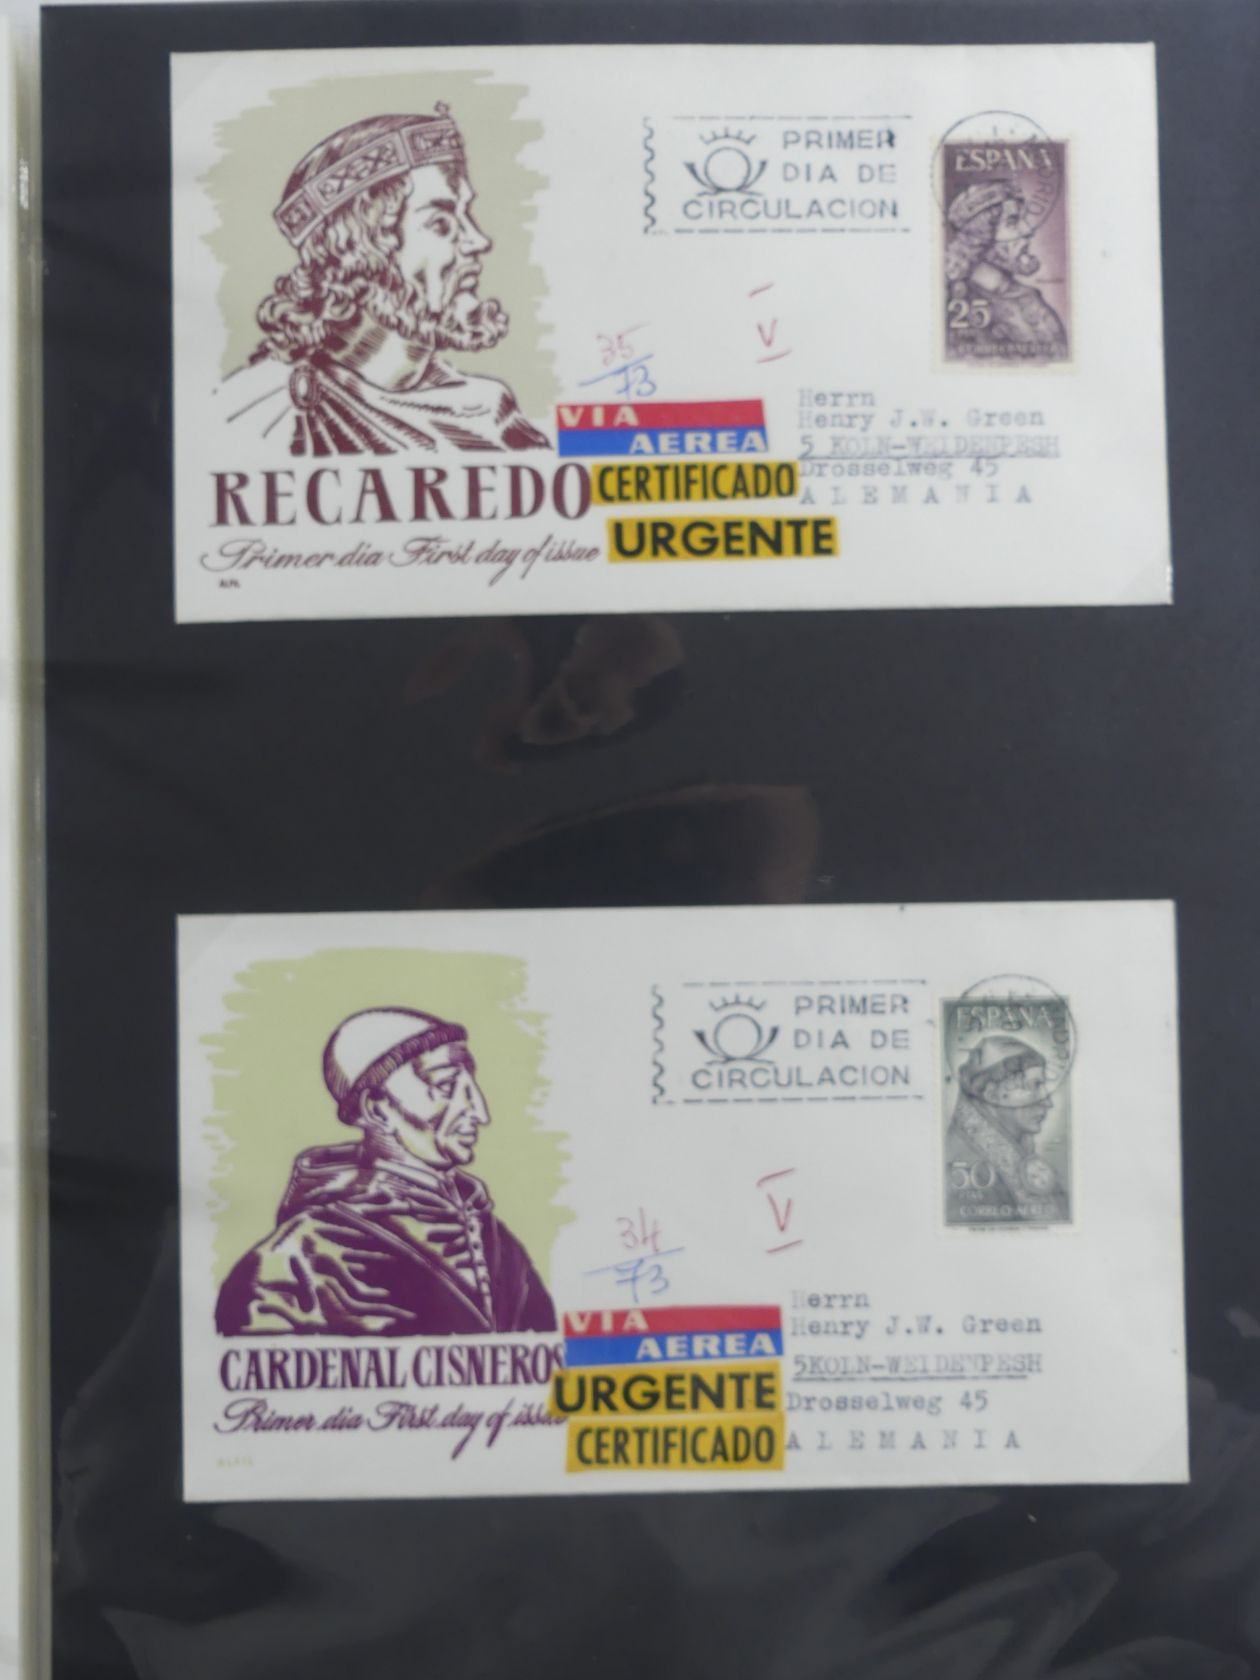 PRIMER
DIA DE
CIRCULACION
ESPAÑA
25
35
73
V
VIA
AEREA
CERTIFICADO
URGENTE
Herrn
Henry J.W. Green
5 KOLN-WEIDENPESH
Drosselweg 45
ALEMANIA
RECAREDO
Primer dia First day of issue
ALFIL
PRIMER
DIA DE
CIRCULACION
ESPAÑA
50
PTAS
CORREO AEREO
34
73
V
VIA
AEREA
URGENTE
CERTIFICADO
Herrn
Henry J.W. Green
5KOLN-WEIDENPESH
Drosselweg 45
ALEMANIA
CARDENAL CISNEROS
Primer dia First day of issue
ALFIL